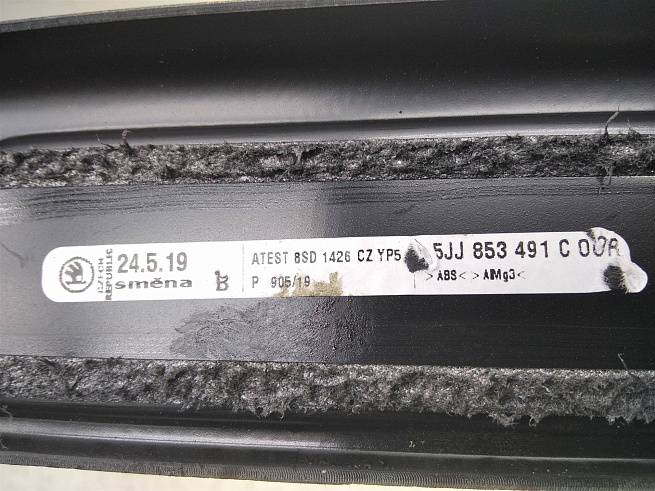 CZECH
REPUBLIC
24.5.19
směna
B
ATEST 8SD 1426 CZ YP5
P 905/19
5JJ 853 491 C
>ABS< >AlMg3<